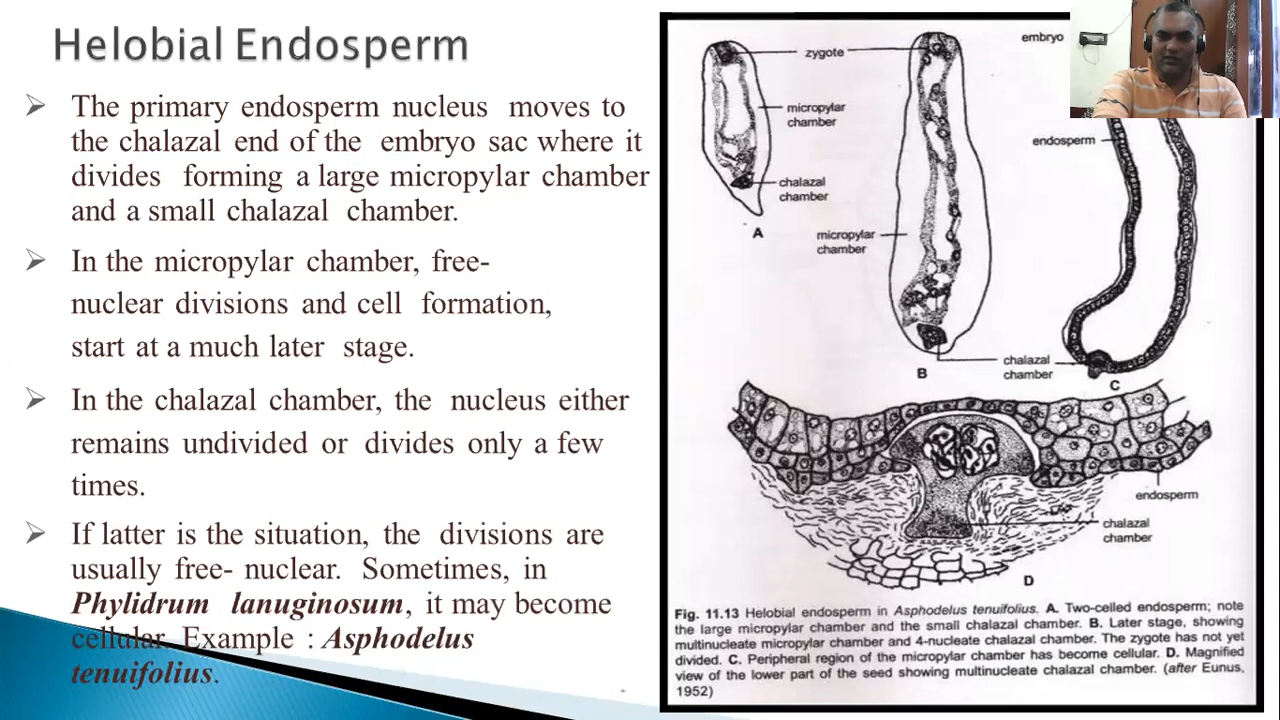 Helobial Endosperm
The primary endosperm nucleus moves to
the chalazal end of the embryo sac where it
divides forming a large micropylar chamber
and a small chalazal chamber.
In the micropylar chamber, free-
nuclear divisions and cell formation,
start at a much later stage.
In the chalazal chamber, the nucleus either
remains undivided or divides only a few
times.
If latter is the situation, the divisions are
usually free- nuclear. Sometimes, in
Phylidrum lanuginosum, it may become
cellular. Example : Asphodelus
tenuifolius.
zygote
embryo
micropylar
chamber
endosperm
chalazal
chamber
A
micropylar
chamber
chalazal
chamber
B
C
endosperm
chalazal
chamber
D
Fig. 11.13 Helobial endosperm in Asphodelus tenuifolius. A. Two-celled endosperm; note
the large micropylar chamber and the small chalazal chamber. B. Later stage, showing
multinucleate micropylar chamber and 4-nucleate chalazal chamber. The zygote has not yet
divided. C. Peripheral region of the micropylar chamber has become cellular. D. Magnified
view of the lower part of the seed showing multinucleate chalazal chamber. (after Eunus,
1952)